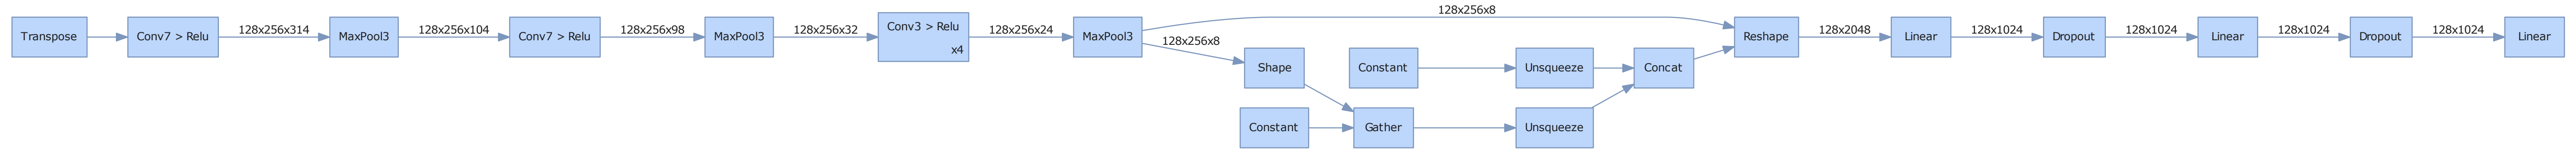 Transpose
Conv7 > Relu
128x256x314
MaxPool3
128x256x104
Conv7 > Relu
128x256x98
MaxPool3
128x256x32
Conv3 > Relu
x4
128x256x24
MaxPool3
128x256x8
128x256x8
Shape
Constant
Constant
Gather
Unsqueeze
Unsqueeze
Concat
Reshape
128x2048
Linear
128x1024
Dropout
128x1024
Linear
128x1024
Dropout
128x1024
Linear